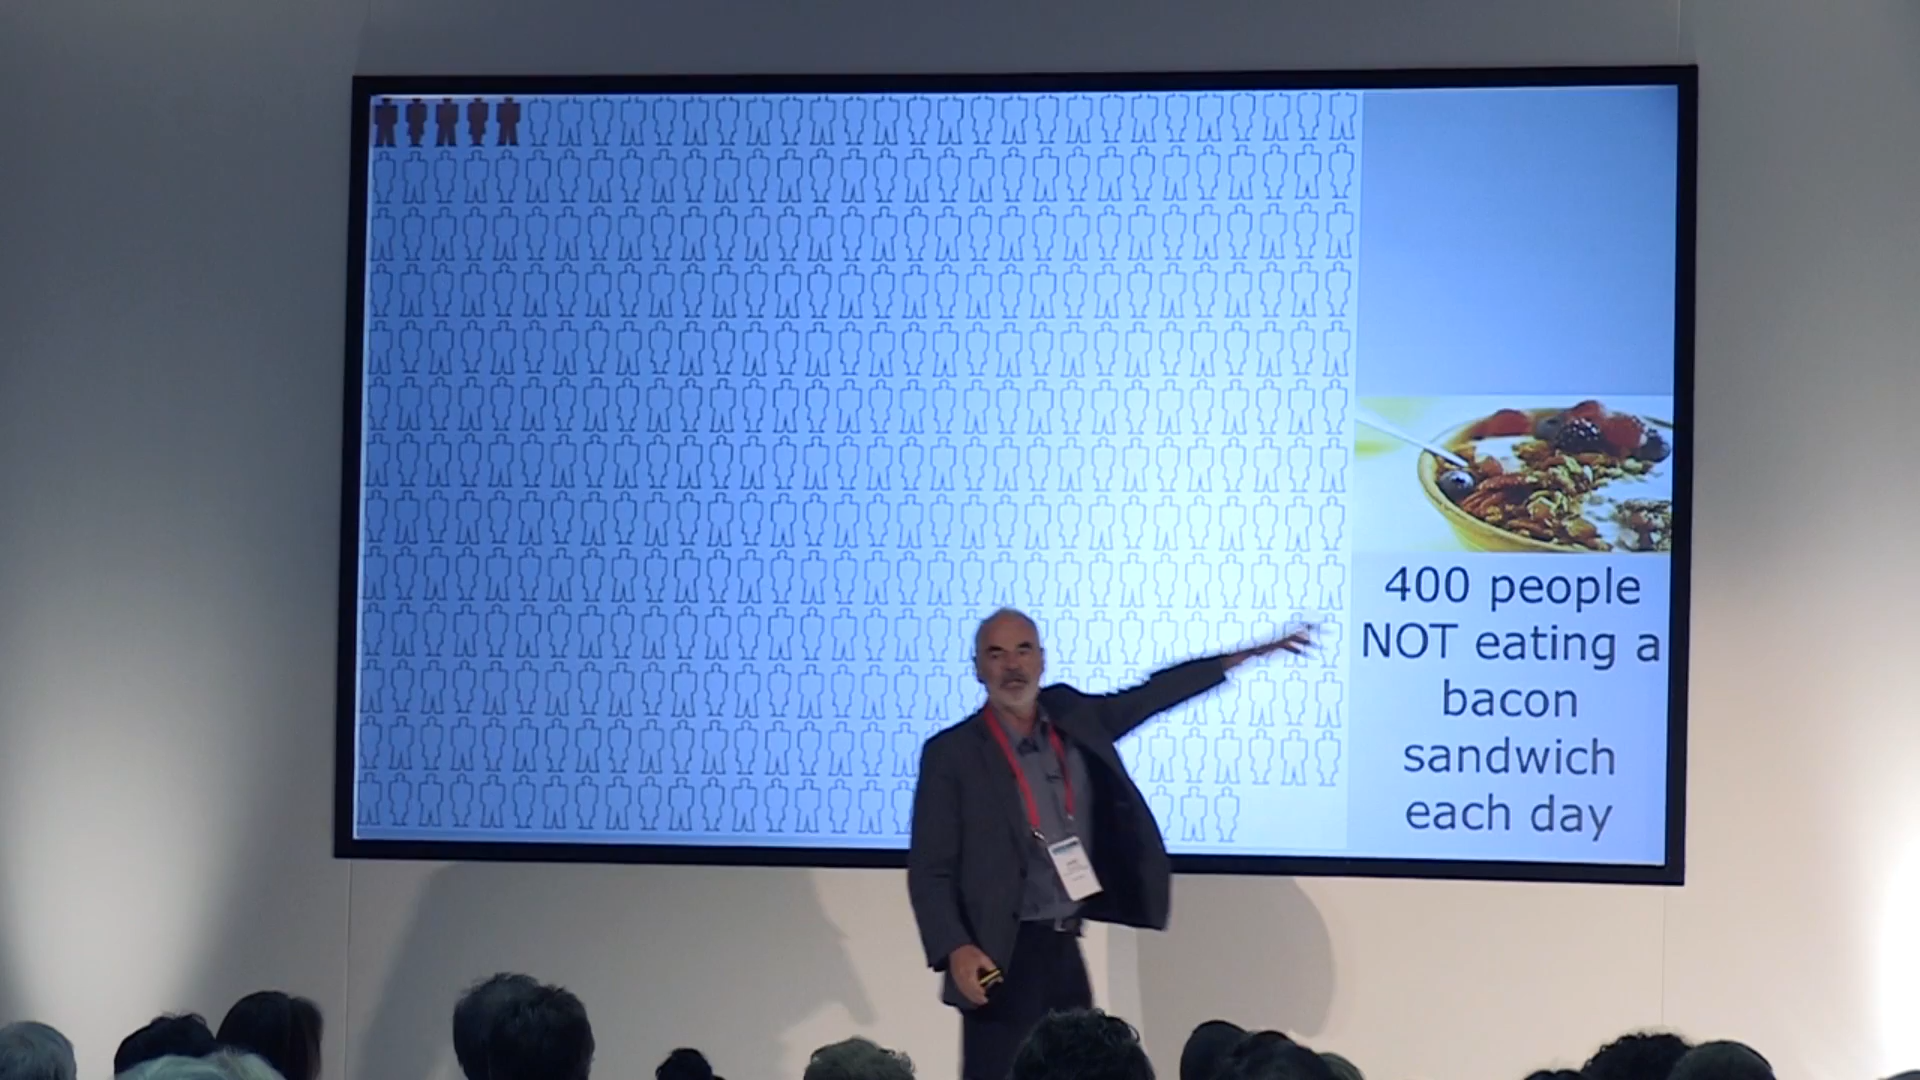 400 people
NOT eating a
bacon
sandwich
each day